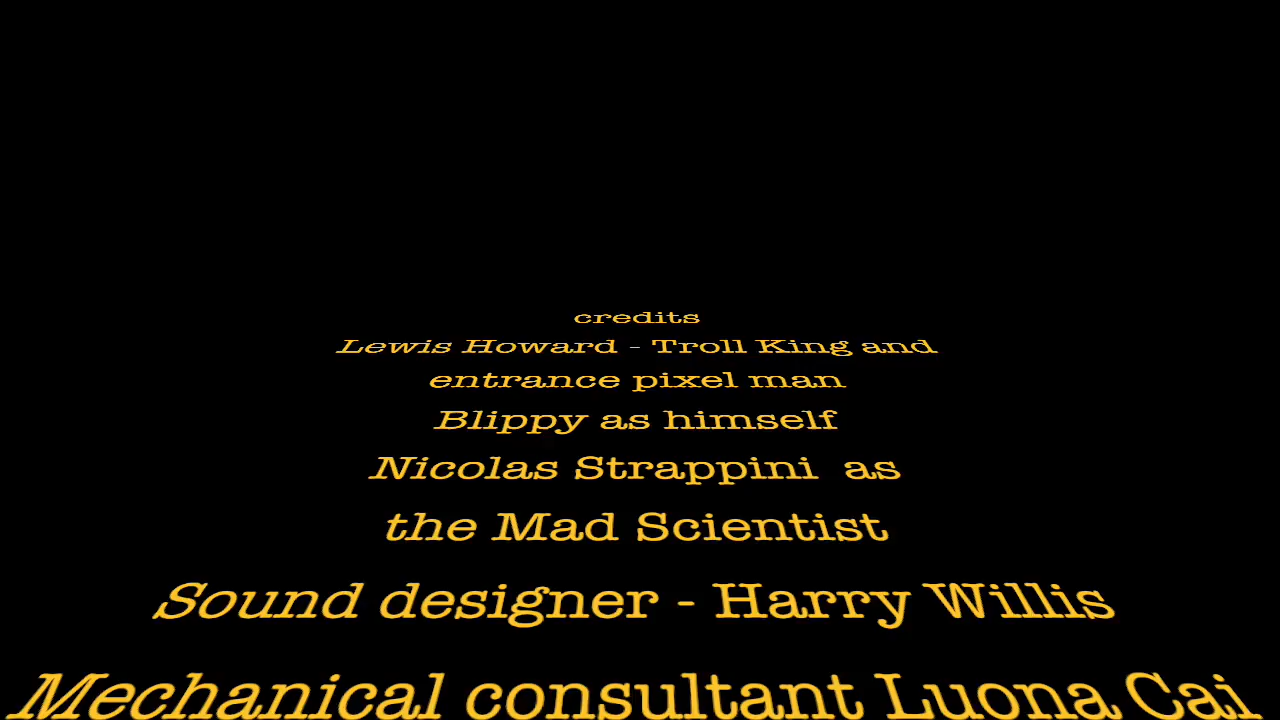 credits
Lewis Howard - Troll King and
entrance pixel man
Blippy as himself
Nicolas Strappini  as
the Mad Scientist
Sound designer - Harry Willis
Mechanical consultant Luona Cai